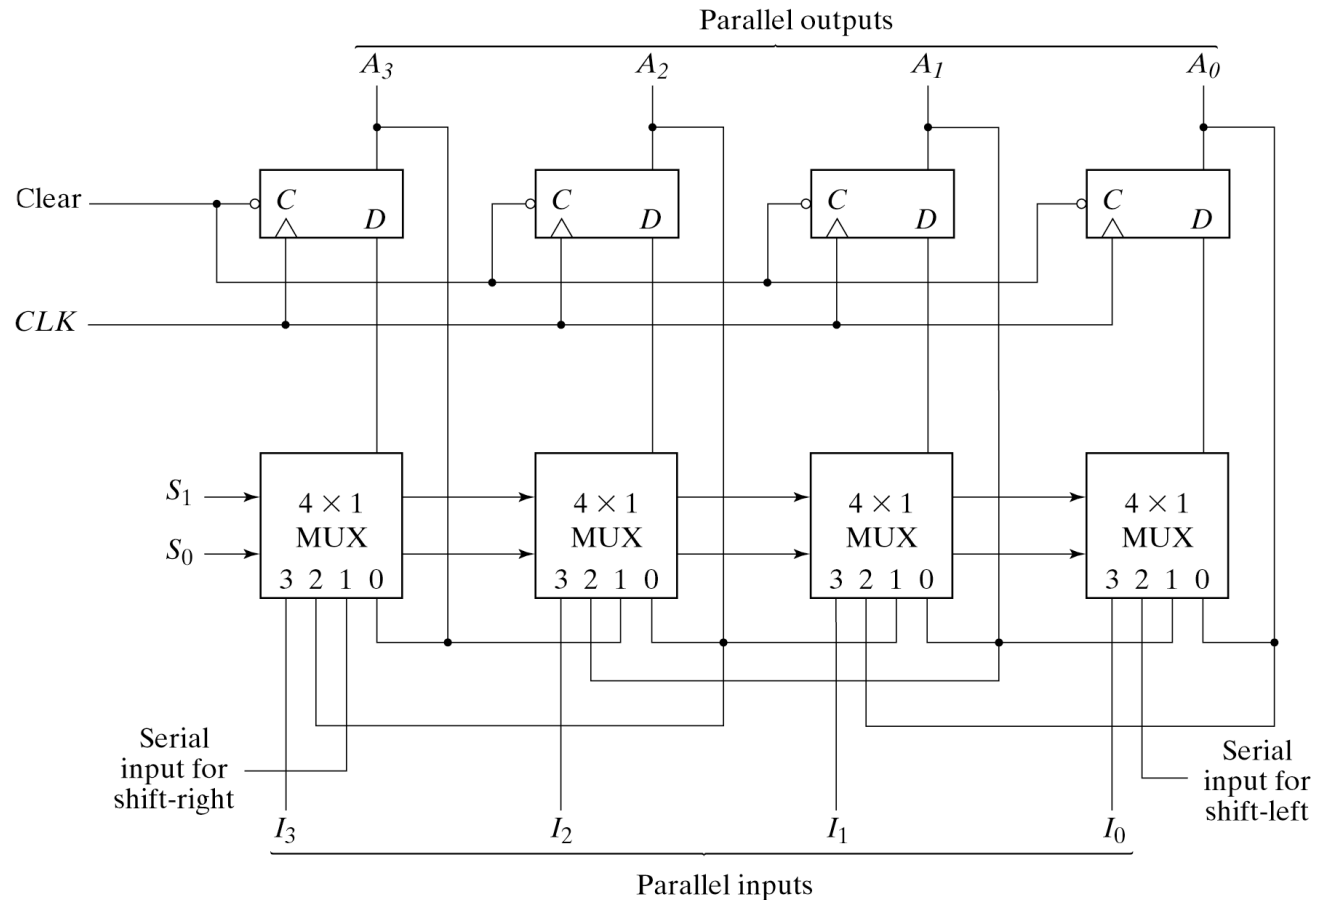 Parallel outputs
A3 A2 A1 A0
Clear C C C C
D D D D
CLK
S1 4 × 1 4 × 1 4 × 1 4 × 1
S0 MUX MUX MUX MUX
3 2 1 0 3 2 1 0 3 2 1 0 3 2 1 0
Serial
input for
shift-right
Serial
input for
shift-left
I3 I2 I1 I0
Parallel inputs